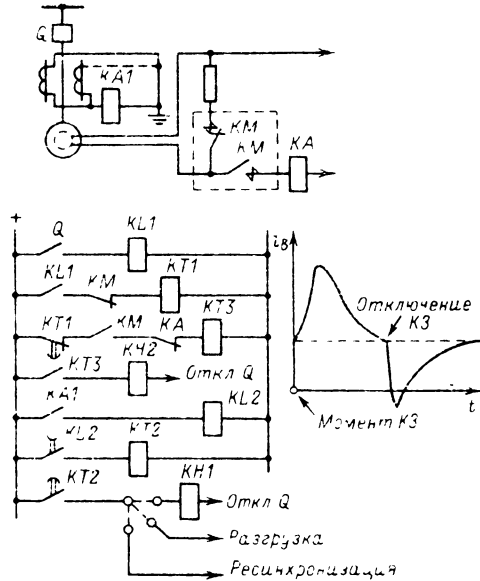 Q
KA1
KM
KM
KA
+
Q
KL1
KL1
KM
KT1
KT1
KM
KA
KT3
KT3
КЧ2
Откл Q
KA1
KL2
KL2
KT2
KT2
KH1
Откл Q
Разгрузка
Ресинхронизация
iв
Отключение
КЗ
Момент КЗ
t